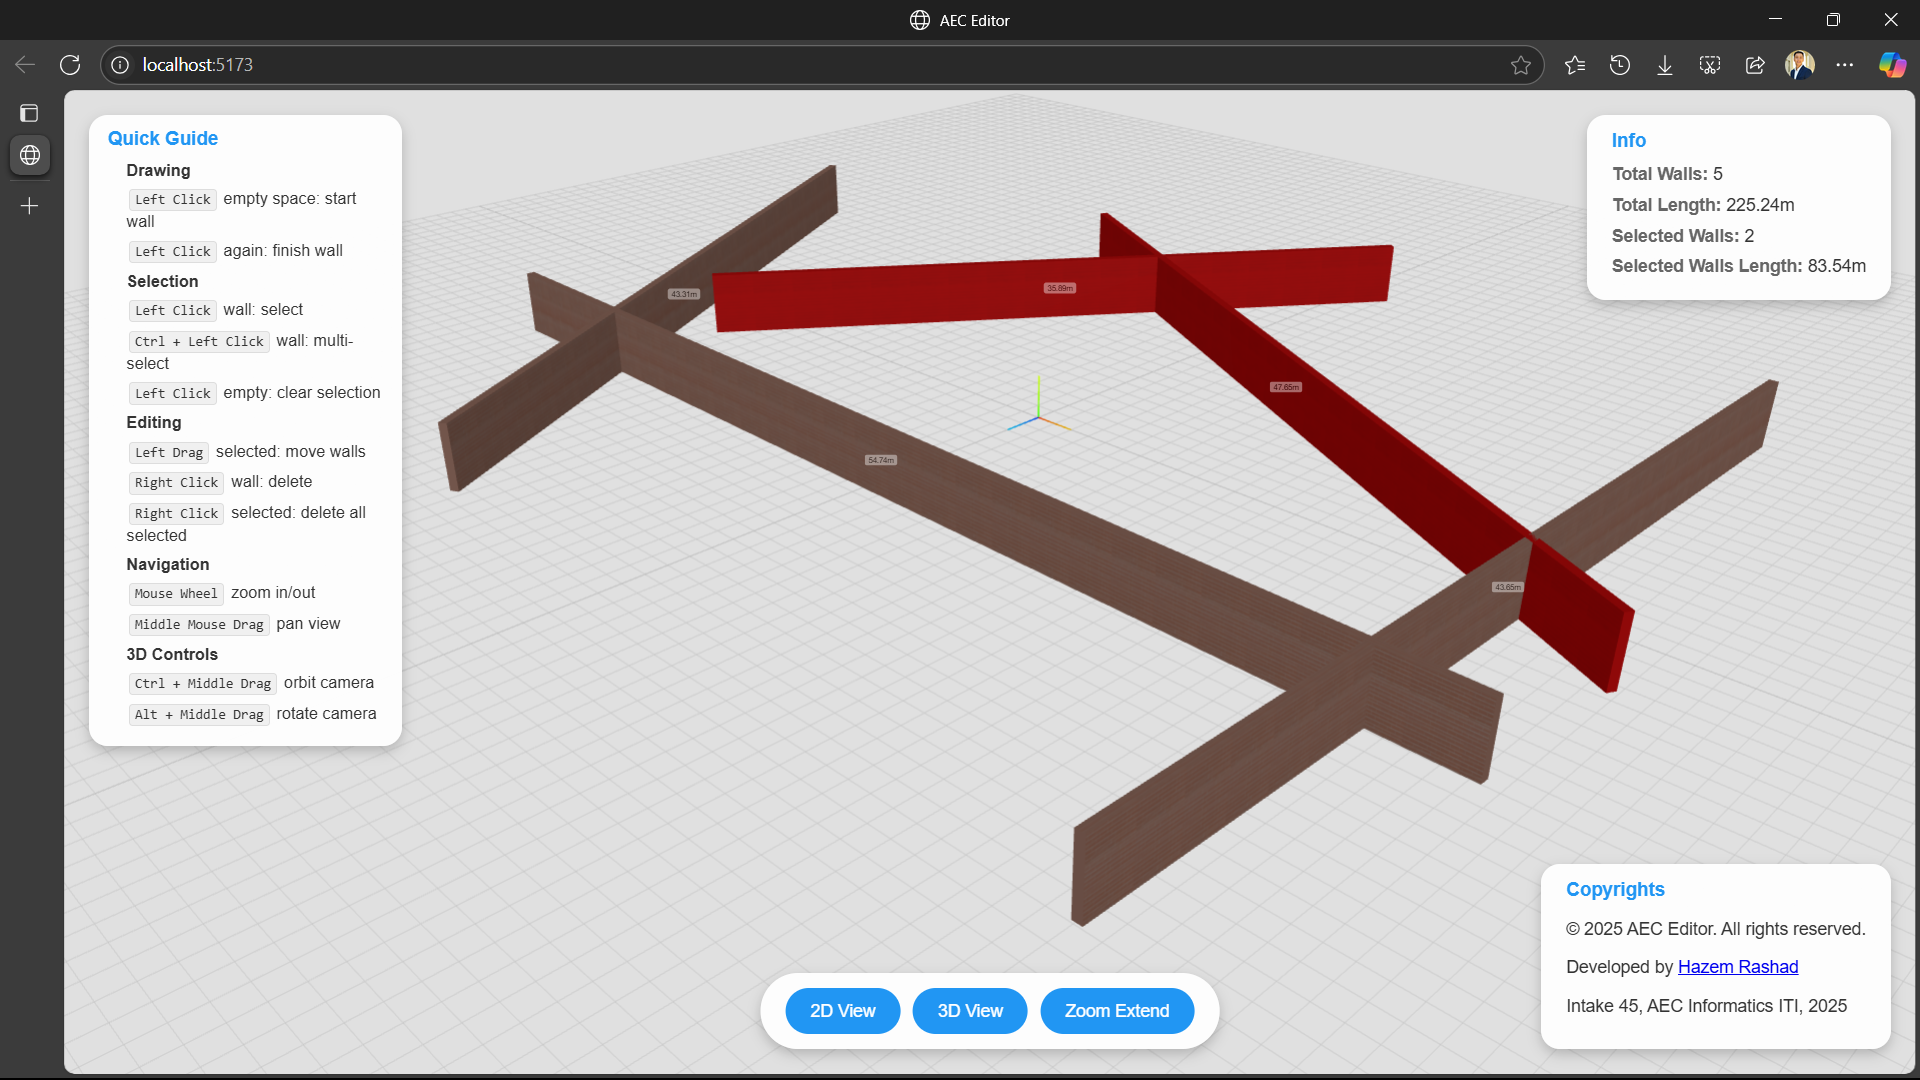 AEC Editor
localhost:5173
Quick Guide
Drawing
Left Click empty space: start
wall
Left Click again: finish wall
Selection
Left Click wall: select
Ctrl + Left Click wall: multi-
select
Left Click empty: clear selection
Editing
Left Drag selected: move walls
Right Click wall: delete
Right Click selected: delete all
selected
Navigation
Mouse Wheel zoom in/out
Middle Mouse Drag pan view
3D Controls
Ctrl + Middle Drag orbit camera
Alt + Middle Drag rotate camera
43.31m
35.89m
47.65m
54.74m
43.65m
Info
Total Walls: 5
Total Length: 225.24m
Selected Walls: 2
Selected Walls Length: 83.54m
2D View
3D View
Zoom Extend
Copyrights
© 2025 AEC Editor. All rights reserved.
Developed by Hazem Rashad
Intake 45, AEC Informatics ITI, 2025